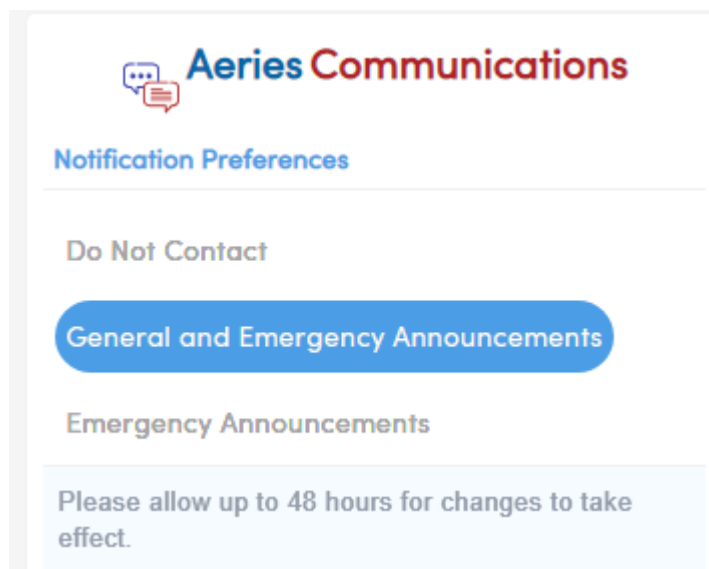 Aeries Communications
Notification Preferences
Do Not Contact
General and Emergency Announcements
Emergency Announcements
Please allow up to 48 hours for changes to take
effect.